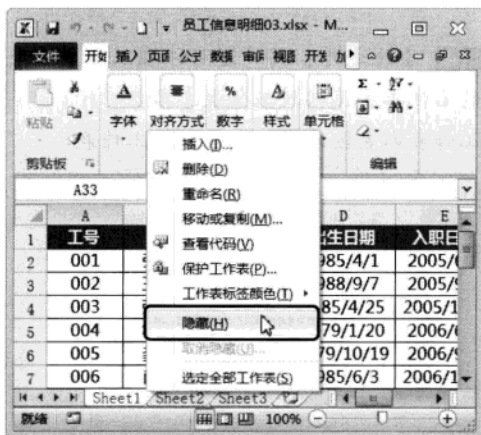 员工信息明细03.xlsx - M...
文件 开始 插入 页面 公式 数据 审阅 视图 开发 加
粘贴 字体 对齐方式 数字 样式 单元格
剪贴板 编辑
A33
插入(I)...
删除(D)
重命名(R)
移动或复制(M)...
查看代码(V)
保护工作表(P)...
工作表标签颜色(T)
隐藏(H)
取消隐藏(U)...
选定全部工作表(S)
A D E
1 工号 出生日期 入职日
2 001 985/4/1 2005/
3 002 988/9/7 2005/
4 003 85/4/25 2005/1
5 004 79/1/20 2006/
6 005 79/10/19 2006/
7 006 985/6/3 2006/1
Sheet1 Sheet2 Sheet3
就绪 100%